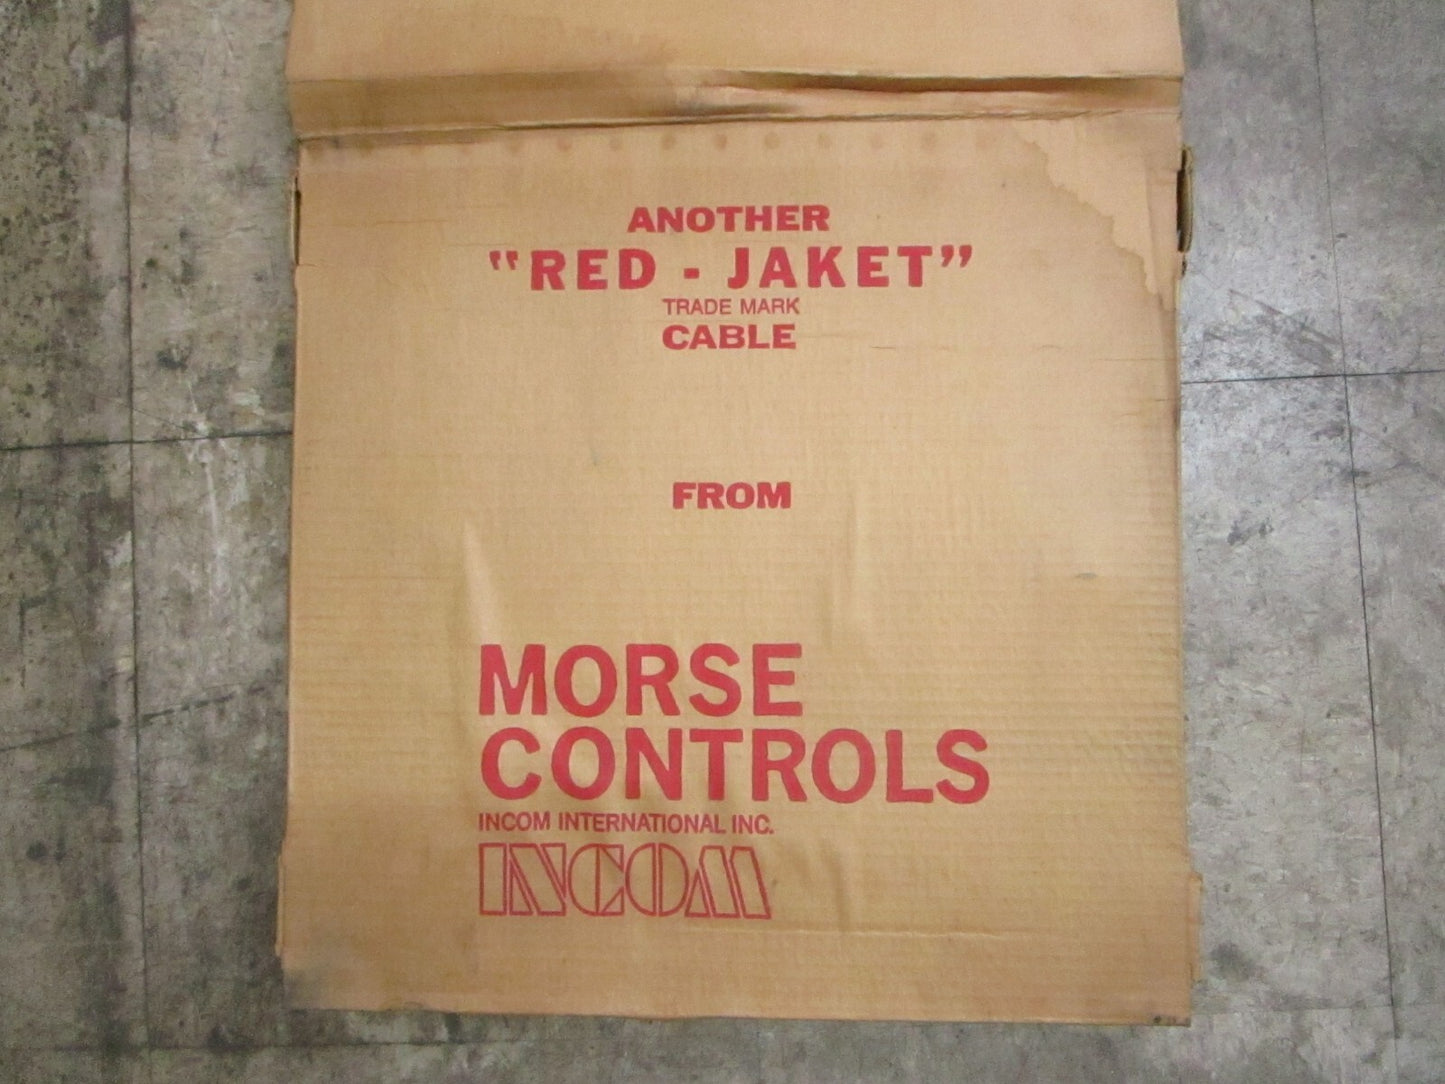 ANOTHER
"RED - JAKET"
TRADE MARK
CABLE
FROM
MORSE
CONTROLS
INCOM INTERNATIONAL INC.
INCOM